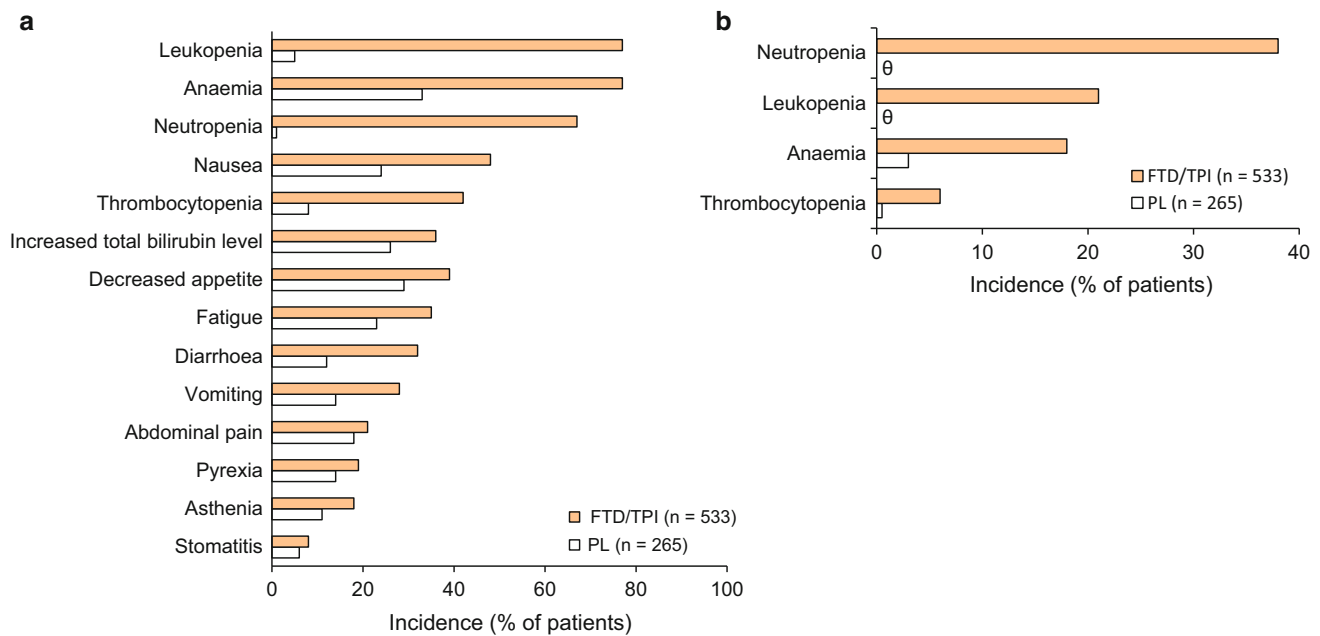 a
Leukopenia
Anaemia
Neutropenia
Nausea
Thrombocytopenia
Increased total bilirubin level
Decreased appetite
Fatigue
Diarrhoea
Vomiting
Abdominal pain
Pyrexia
Asthenia
Stomatitis
FTD/TPI (n = 533)
PL (n = 265)
0 20 40 60 80 100
Incidence (% of patients)
b
Neutropenia
θ
Leukopenia
θ
Anaemia
Thrombocytopenia
FTD/TPI (n = 533)
PL (n = 265)
0 10 20 30 40
Incidence (% of patients)